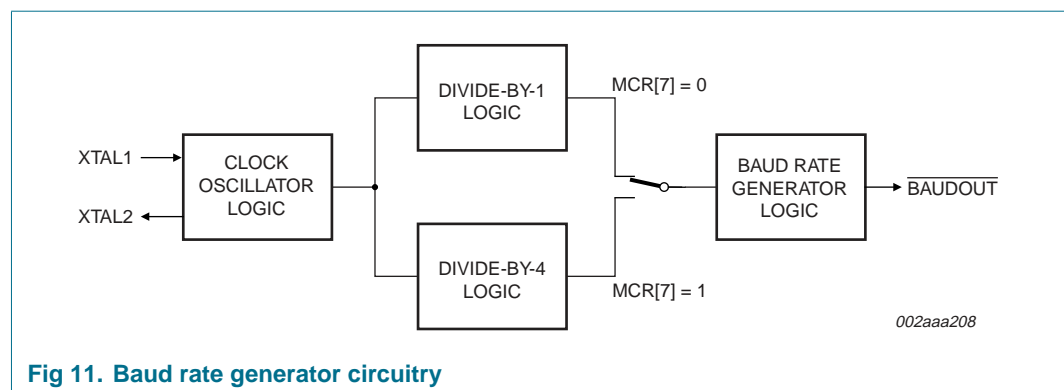 XTAL1
XTAL2
CLOCK
OSCILLATOR
LOGIC
DIVIDE-BY-1
LOGIC
MCR[7] = 0
DIVIDE-BY-4
LOGIC
MCR[7] = 1
BAUD RATE
GENERATOR
LOGIC
BAUDOUT
002aaa208
Fig 11. Baud rate generator circuitry